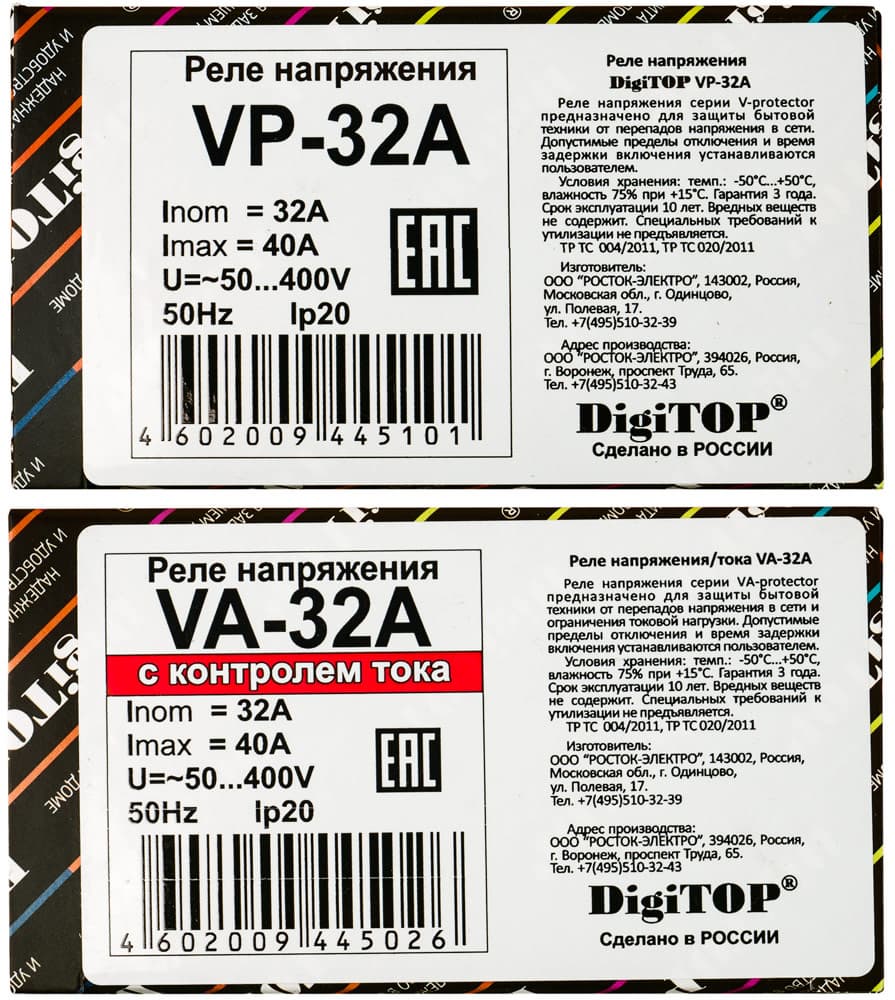 Реле напряжения
VP-32A
Inom = 32A
Imax = 40A
U=~50...400V
50Hz Ip20
EAC
4 602009 445101
Реле напряжения
DigiTOP VP-32A
Реле напряжения серии V-protector
предназначено для защиты бытовой
техники от перепадов напряжения в сети.
Допустимые пределы отключения и время
задержки включения устанавливаются
пользователем.
Условия хранения: темп.: -50°C...+50°C,
влажность 75% при +15°C. Гарантия 3 года.
Срок эксплуатации 10 лет. Вредных веществ
не содержит. Специальных требований к
утилизации не предъявляется.
ТР ТС 004/2011, ТР ТС 020/2011
Изготовитель:
ООО "РОСТОК-ЭЛЕКТРО", 143002, Россия,
Московская обл., г. Одинцово,
ул. Полевая, 17.
Тел. +7(495)510-32-39
Адрес производства:
ООО "РОСТОК-ЭЛЕКТРО", 394026, Россия,
г. Воронеж, проспект Труда, 65.
Тел. +7(495)510-32-43
DigiTOP®
Сделано в РОССИИ
Реле напряжения
VA-32A
с контролем тока
Inom = 32A
Imax = 40A
U=~50...400V
50Hz Ip20
EAC
4 602009 445026
Реле напряжения/тока VA-32A
Реле напряжения серии VA-protector
предназначено для защиты бытовой
техники от перепадов напряжения в сети и
ограничения токовой нагрузки. Допустимые
пределы отключения и время задержки
включения устанавливаются пользователем.
Условия хранения: темп.: -50°C...+50°C,
влажность 75% при +15°C. Гарантия 3 года.
Срок эксплуатации 10 лет. Вредных веществ
не содержит. Специальных требований к
утилизации не предъявляется.
ТР ТС 004/2011, ТР ТС 020/2011
Изготовитель:
ООО "РОСТОК-ЭЛЕКТРО", 143002, Россия,
Московская обл., г. Одинцово,
ул. Полевая, 17.
Тел. +7(495)510-32-39
Адрес производства:
ООО "РОСТОК-ЭЛЕКТРО", 394026, Россия,
г. Воронеж, проспект Труда, 65.
Тел. +7(495)510-32-43
DigiTOP®
Сделано в РОССИИ